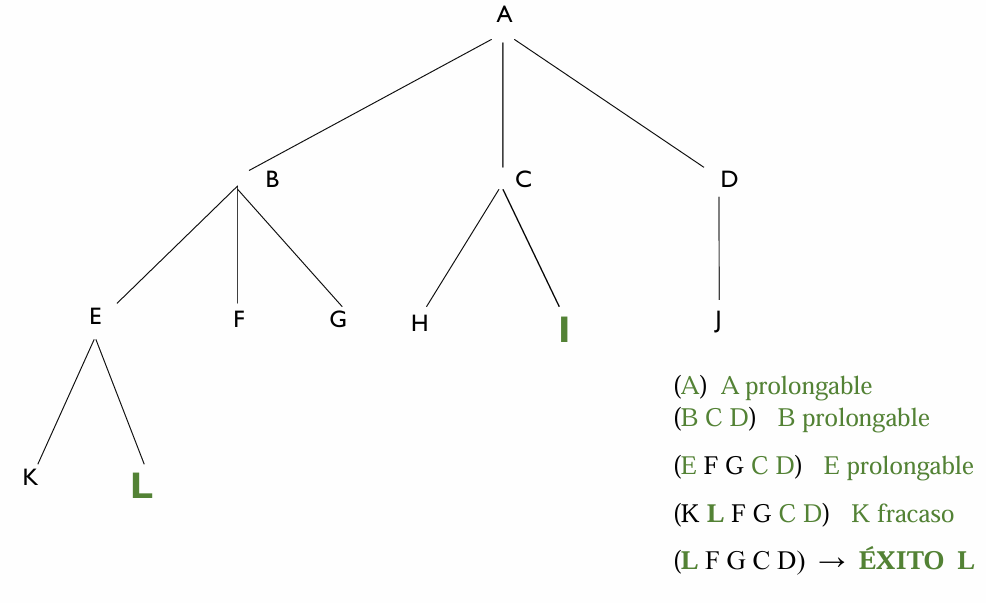 A
B C D
E F G H I J
K L
(A) A prolongable
(B C D) B prolongable
(E F G C D) E prolongable
(K L F G C D) K fracaso
(L F G C D) → ÉXITO L